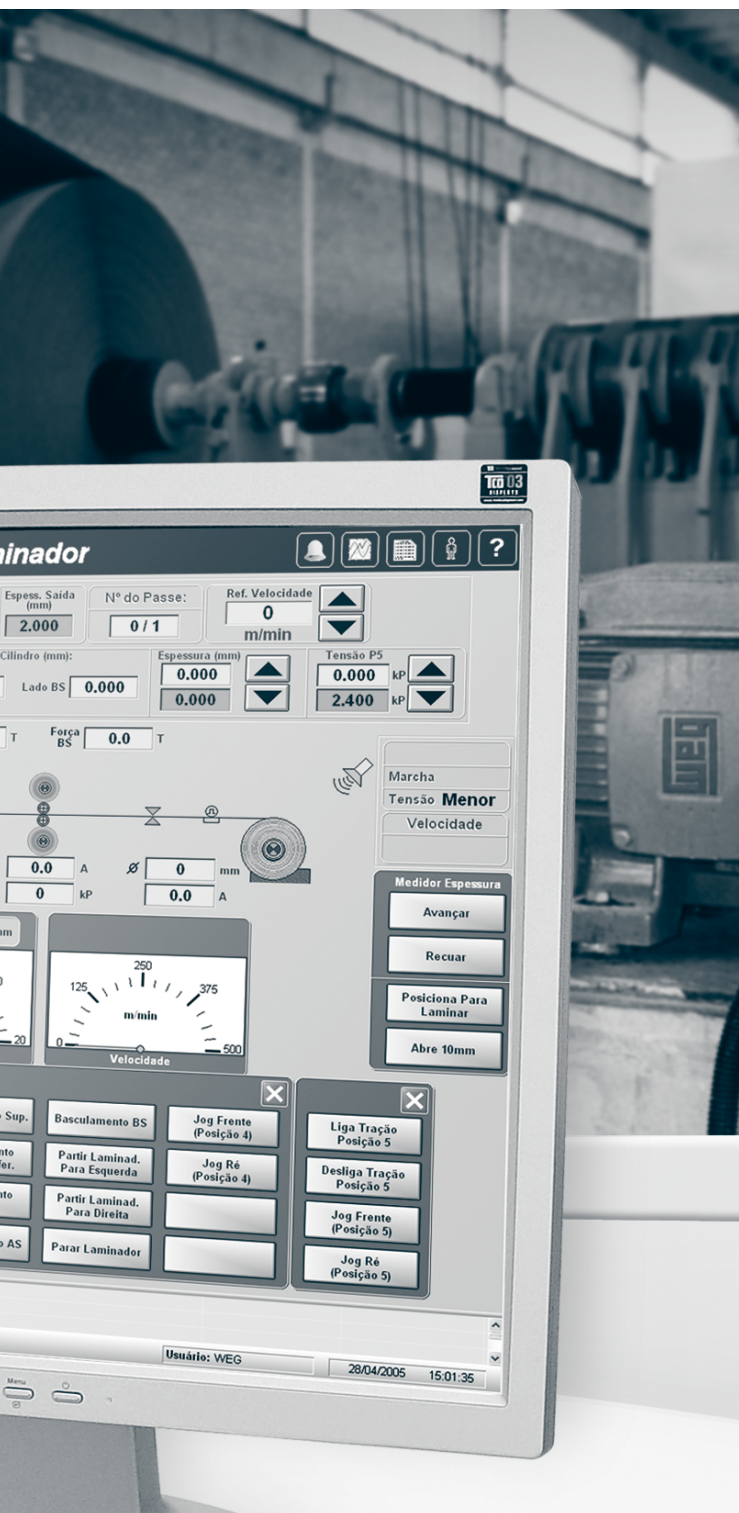 TCO 03
DISPLAYS
minador
?
Espess. Saída
(mm)
2.000
Nº do Passe:
0 / 1
Ref. Velocidade
0
m/min
Cilindro (mm):
Lado BS 0.000
Espessura (mm)
0.000
0.000
Tensão P5
0.000 kP
2.400 kP
T
Força
BS
0.0 T
Marcha
Tensão Menor
Velocidade
0.0 A
0 kP
Ø 0 mm
0.0 A
Medidor Espessura
Avançar
Recuar
Posiciona Para
Laminar
Abre 10mm
20
0
125
250
375
500
m/min
Velocidade
Sup.
Basculamento BS
Partir Laminad.
Para Esquerda
Partir Laminad.
Para Direita
AS
Parar Laminador
Jog Frente
(Posição 4)
Jog Ré
(Posição 4)
Liga Tração
Posição 5
Desliga Tração
Posição 5
Jog Frente
(Posição 5)
Jog Ré
(Posição 5)
Usuário: WEG
28/04/2005 15:01:35
Menu
weg